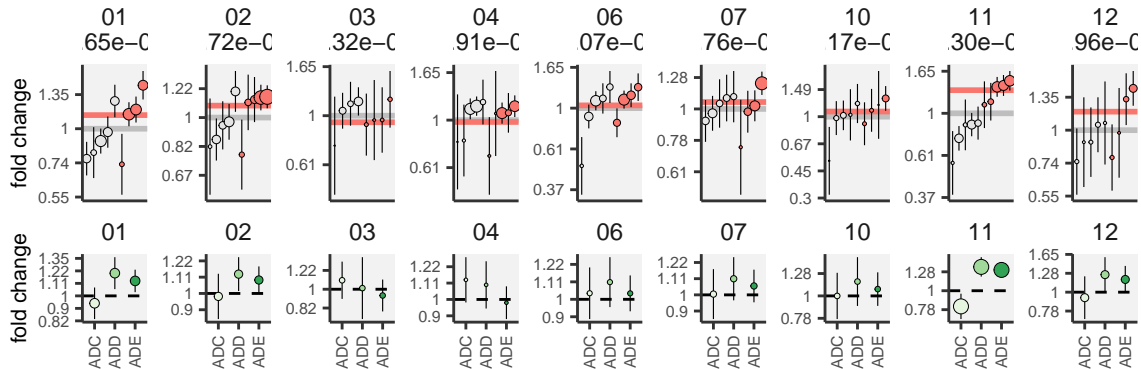 01 02 03 04 06 07 10 11 12
.65e−0 .72e−0 .32e−0 .91e−0 .07e−0 .76e−0 .17e−0 .30e−0 .96e−0
fold change
1.35 1 0.74 0.55
1.22 1 0.82 0.67
1.65 1 0.61
1.65 1 0.61
1.65 1 0.61 0.37
1.28 1 0.78 0.61
1.49 1 0.67 0.45 0.3
1.65 1 0.61 0.37
1.35 1 0.74 0.55
01 02 03 04 06 07 10 11 12
fold change
1.35 1.22 1.11 1 0.9 0.82
1.22 1.11 1 0.9
1.22 1 0.82
1.22 1.11 1 0.9
1.22 1.11 1 0.9
1.22 1 0.82
1.28 1 0.78
1.28 1 0.78
1.65 1.28 1 0.78
ADC ADD ADE ADC ADD ADE ADC ADD ADE ADC ADD ADE ADC ADD ADE ADC ADD ADE ADC ADD ADE ADC ADD ADE ADC ADD ADE